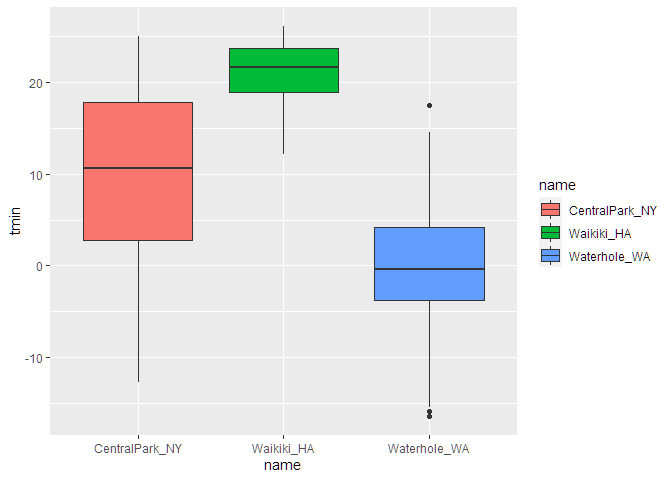 tmin
20
10
0
-10
CentralPark_NY
Waikiki_HA
Waterhole_WA
name
name
CentralPark_NY
Waikiki_HA
Waterhole_WA